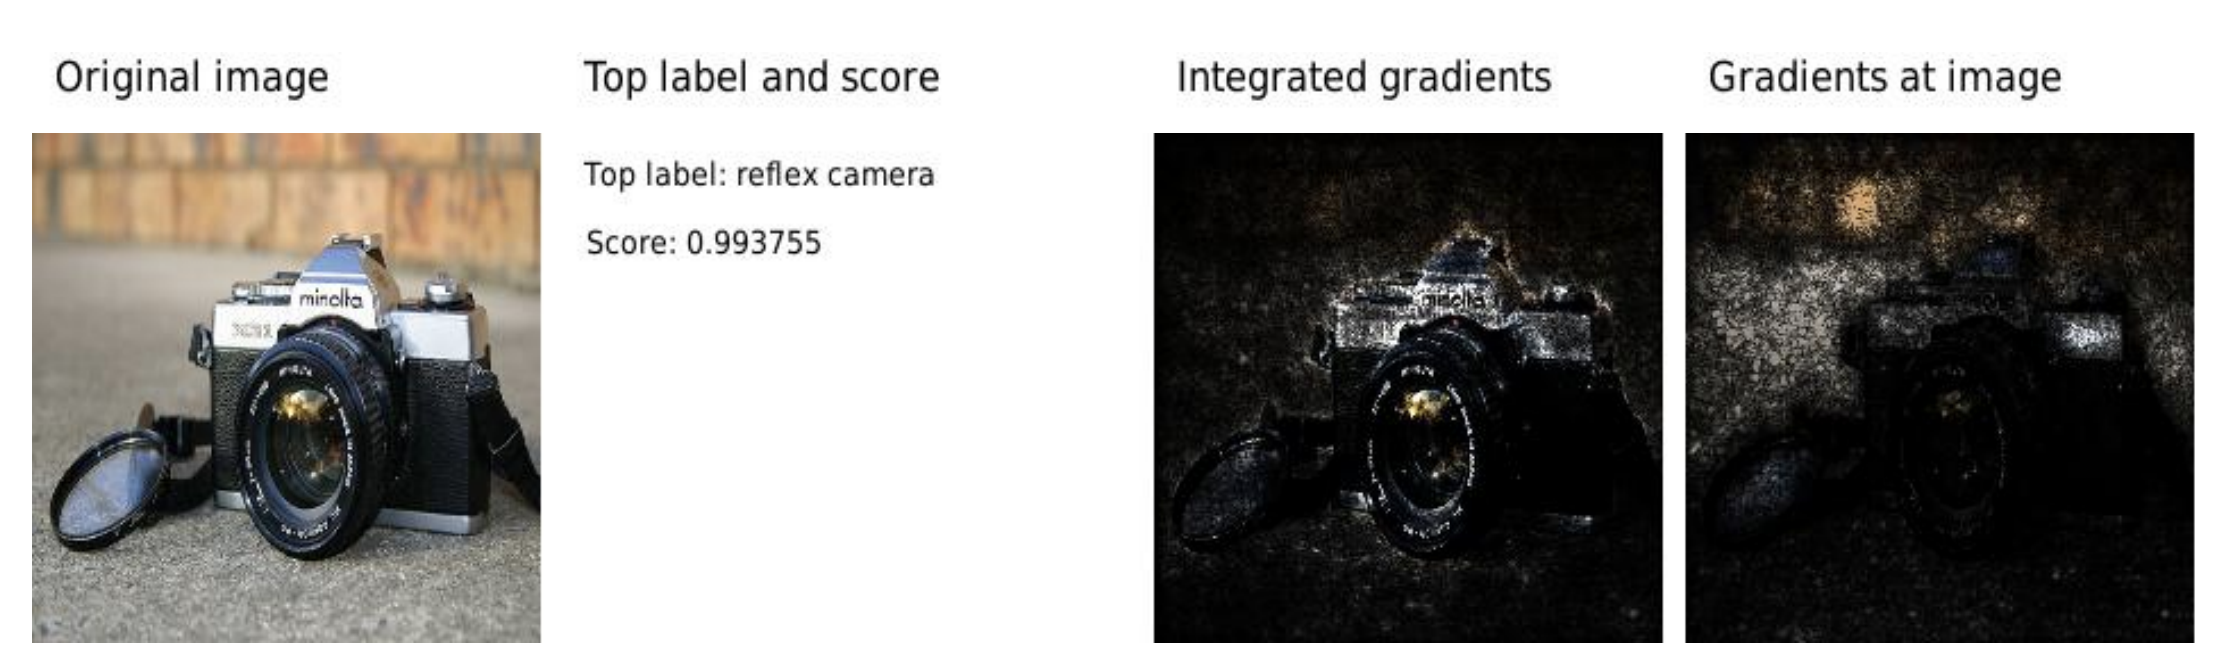 Original image
Top label and score
Integrated gradients
Gradients at image
Top label: reflex camera
Score: 0.993755
minolta
minolta